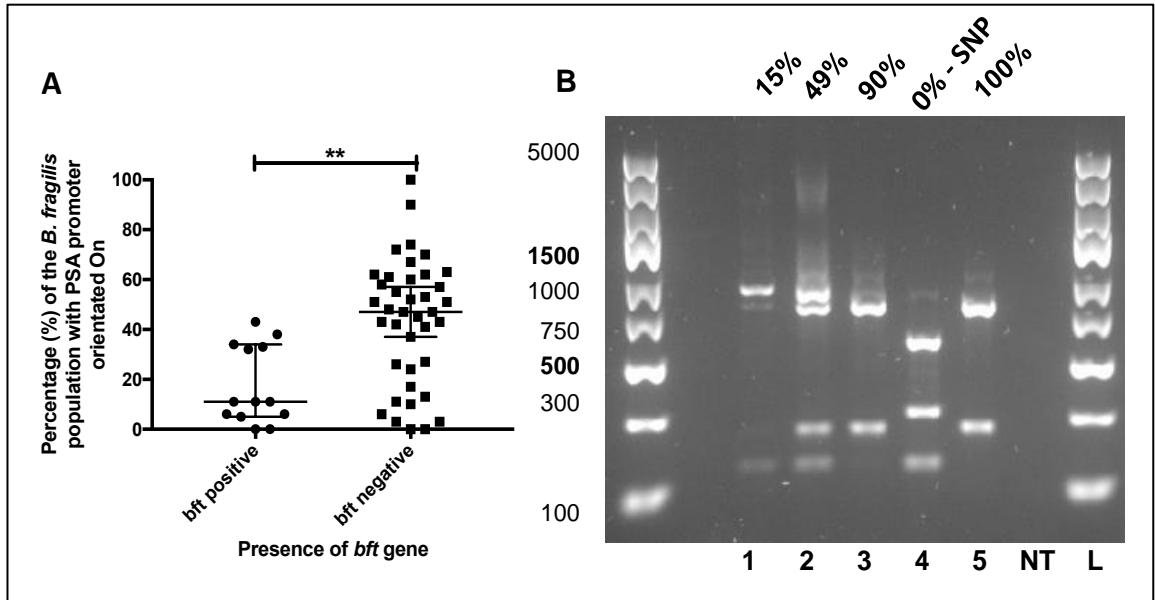 A
Percentage (%) of the B. fragilis
population with PSA promoter
orientated On
100
80
60
40
20
0
**
bft positive
bft negative
Presence of bft gene
B
15%
49%
90%
0% - SNP
100%
5000
1500
1000
750
500
300
100
1 2 3 4 5 NT L